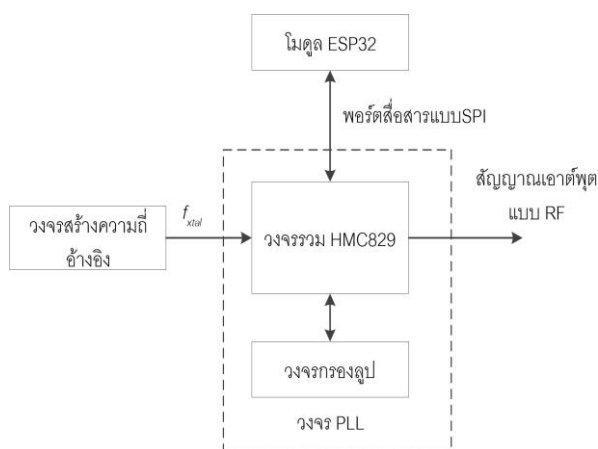 โมดูล ESP32
พอร์ตสื่อสารแบบSPI
สัญญาณเอาต์พุต
แบบ RF
วงจรสร้างความถี่
อ้างอิง
f_xtal
วงจรรวม HMC829
วงจรกรองลูป
วงจร PLL